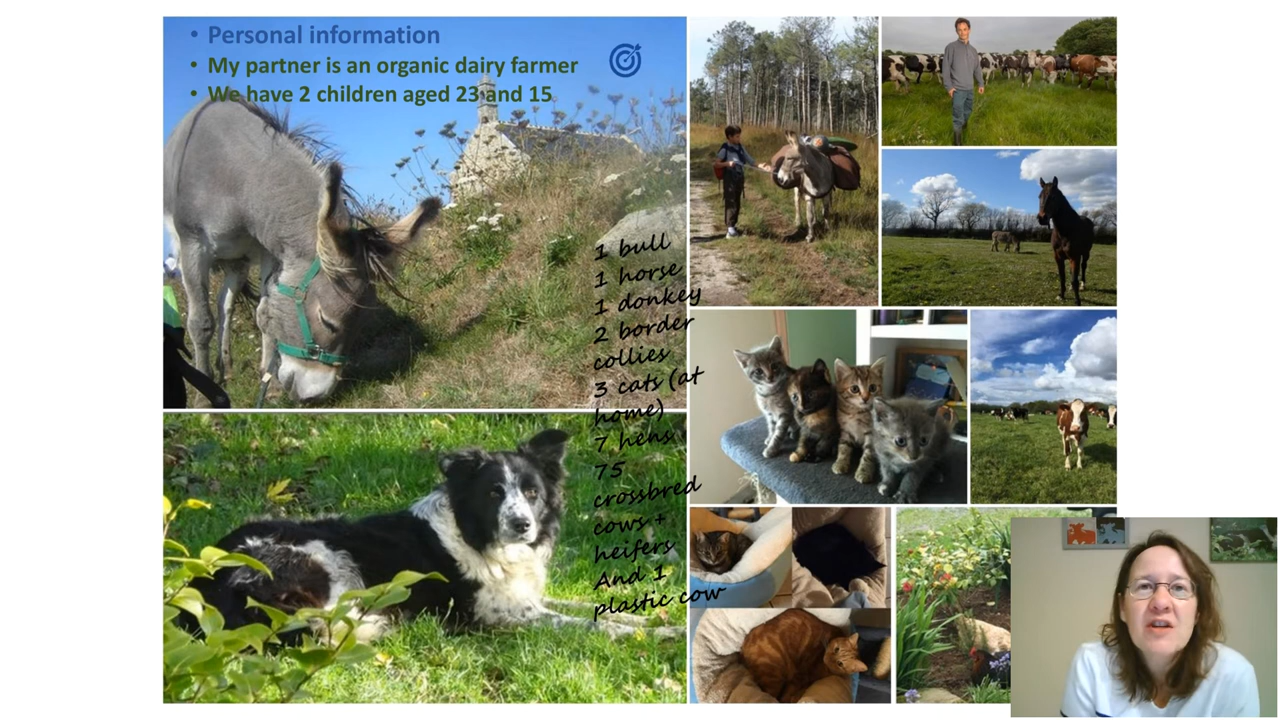 Personal information
My partner is an organic dairy farmer
We have 2 children aged 23 and 15
1 bull
1 horse
1 donkey
2 border
collies
3 cats (at
home)
7 hens
75
crossbred
cows +
heifers
And 1
plastic cow